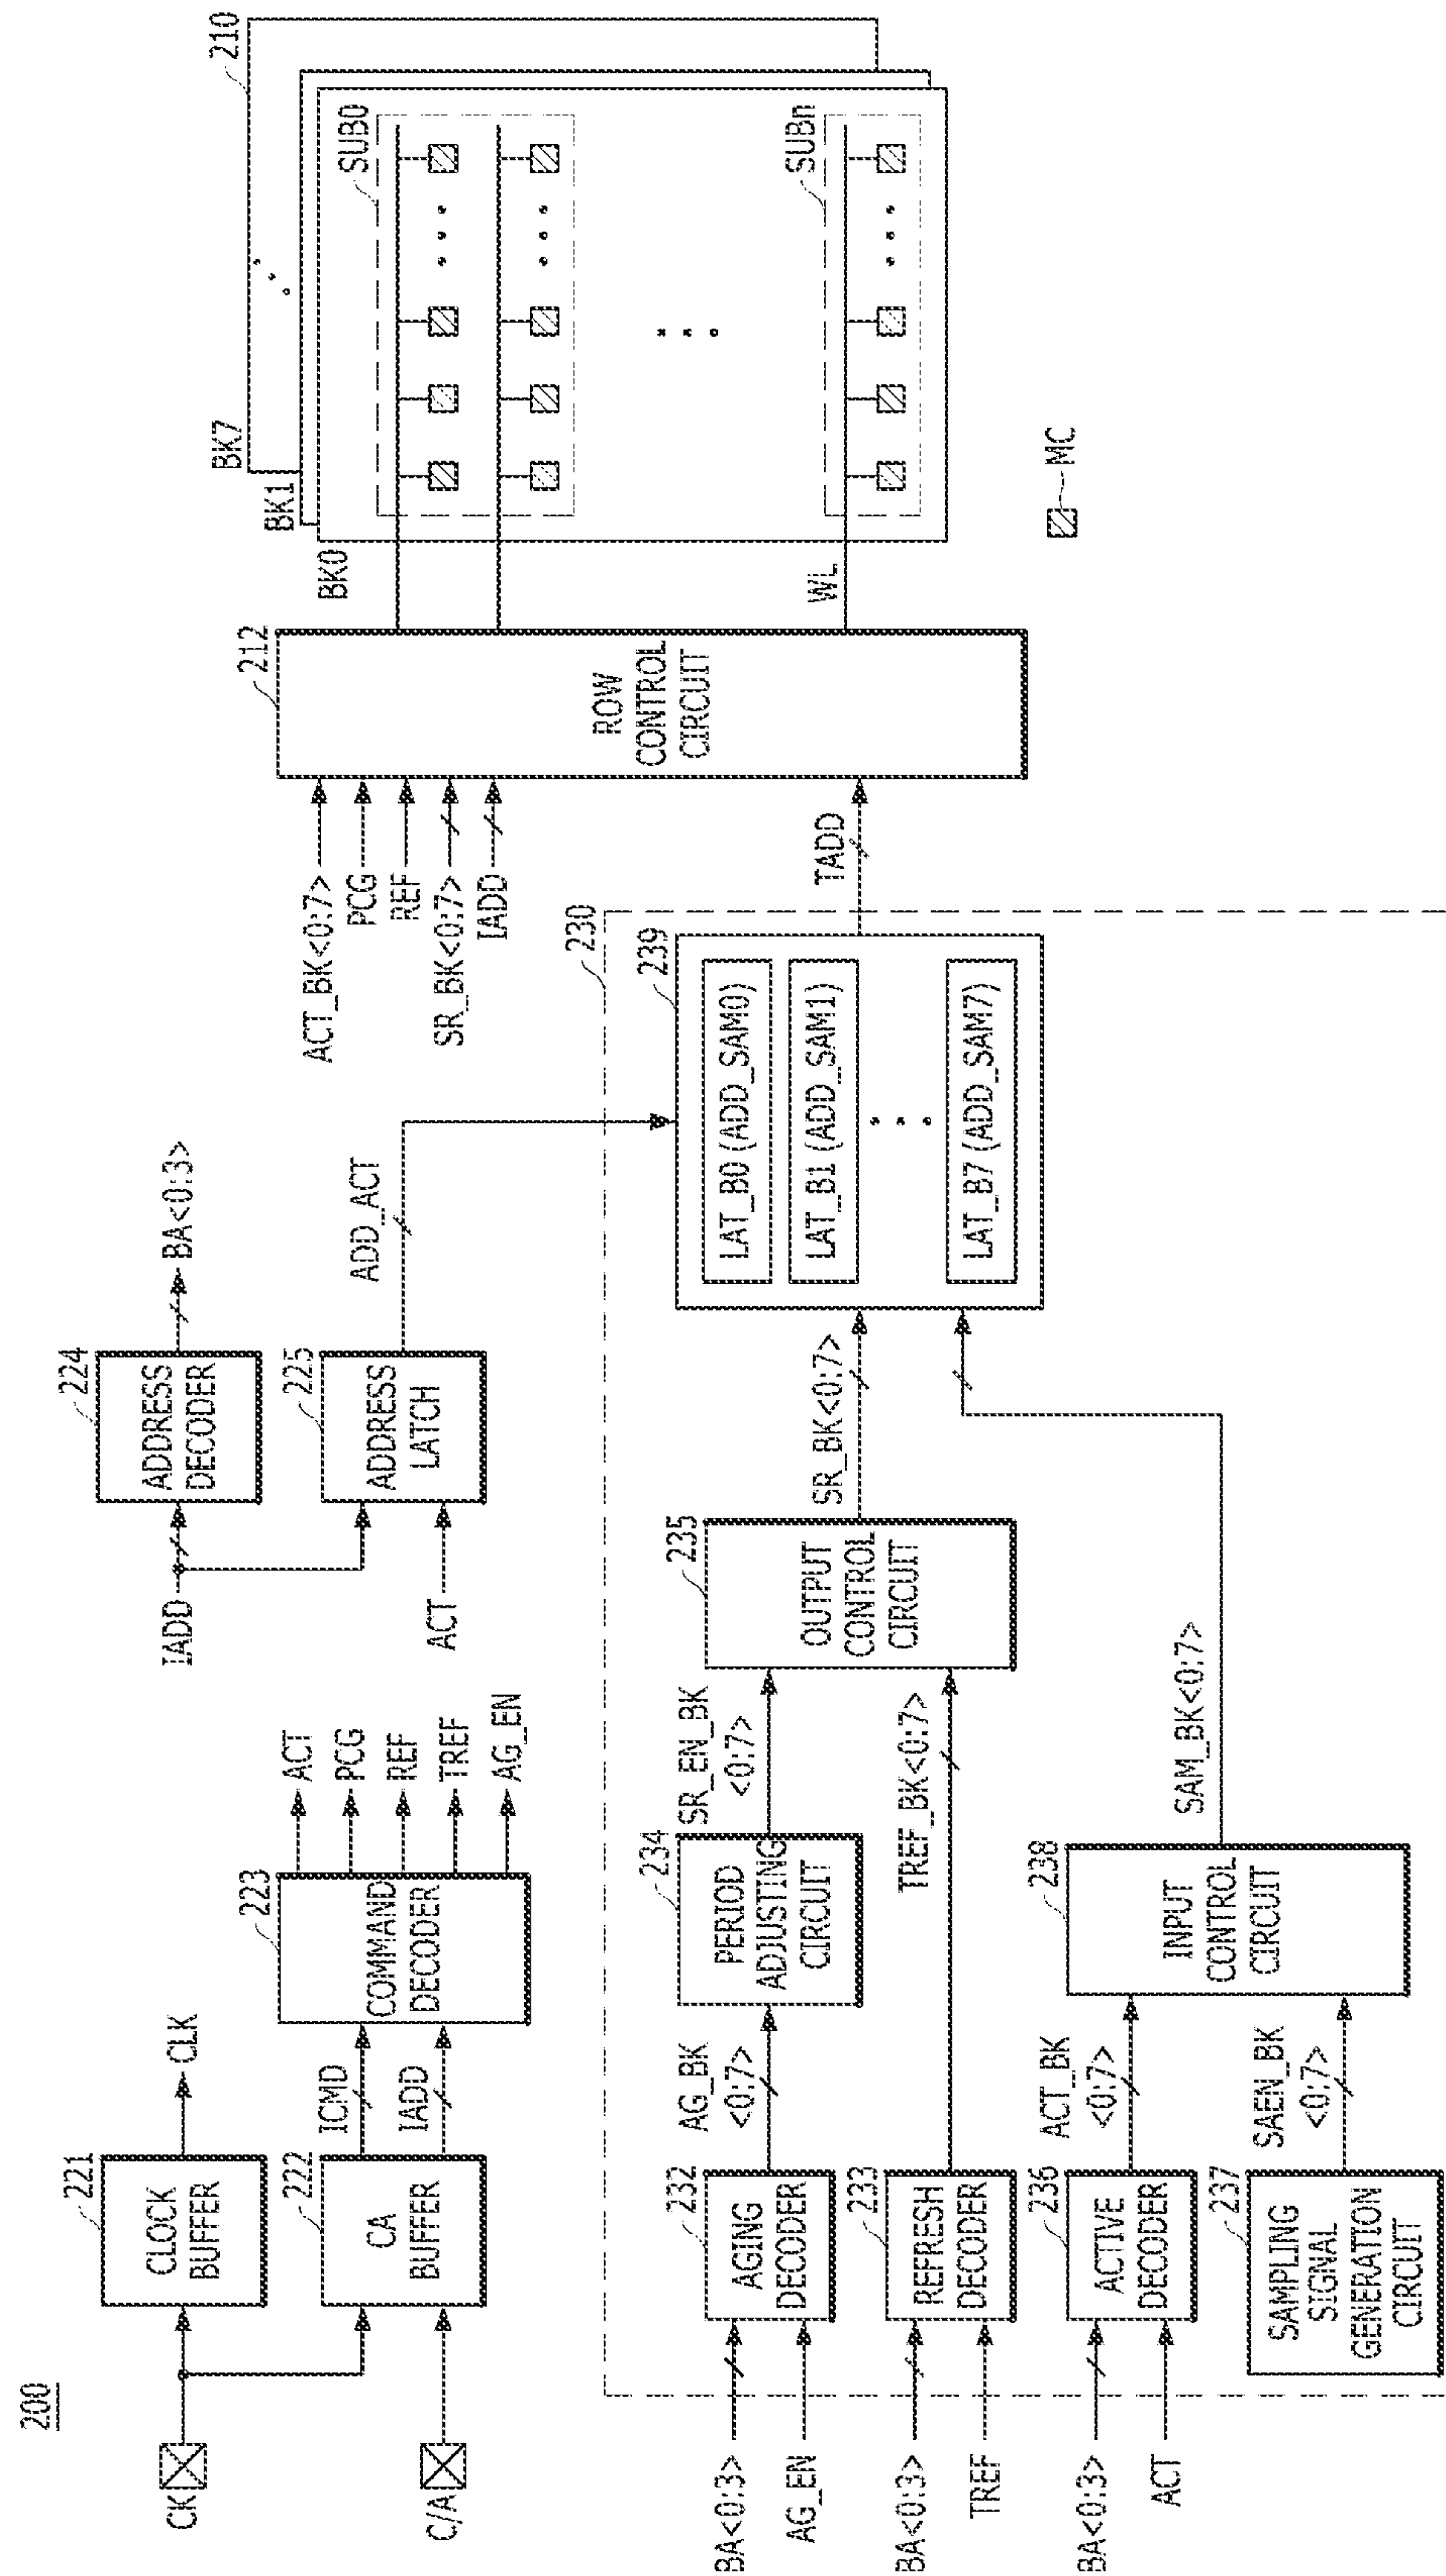 200
CK
C/A
221
CLOCK
BUFFER
CLK
222
CA
BUFFER
ICMD
IADD
223
COMMAND
DECODER
ACT
PCG
REF
TREF
AG_EN
IADD
224
ADDRESS
DECODER
BA<0:3>
225
ADDRESS
LATCH
ACT
ADD_ACT
ACT_BK<0:7>
PCG
REF
SR_BK<0:7>
IADD
212
ROW
CONTROL
CIRCUIT
TADD
WL
BK0
BK1
BK7
210
SUB0
SUBn
MC
230
BA<0:3>
AG_EN
232
AGING
DECODER
AG_BK
<0:7>
234
PERIOD
ADJUSTING
CIRCUIT
SR_EN_BK
<0:7>
BA<0:3>
TREF
233
REFRESH
DECODER
TREF_BK<0:7>
235
OUTPUT
CONTROL
CIRCUIT
SR_BK<0:7>
BA<0:3>
ACT
236
ACTIVE
DECODER
ACT_BK
<0:7>
237
SAMPLING
SIGNAL
GENERATION
CIRCUIT
SAEN_BK
<0:7>
238
INPUT
CONTROL
CIRCUIT
SAM_BK<0:7>
239
LAT_B0 (ADD_SAM0)
LAT_B1 (ADD_SAM1)
LAT_B7 (ADD_SAM7)